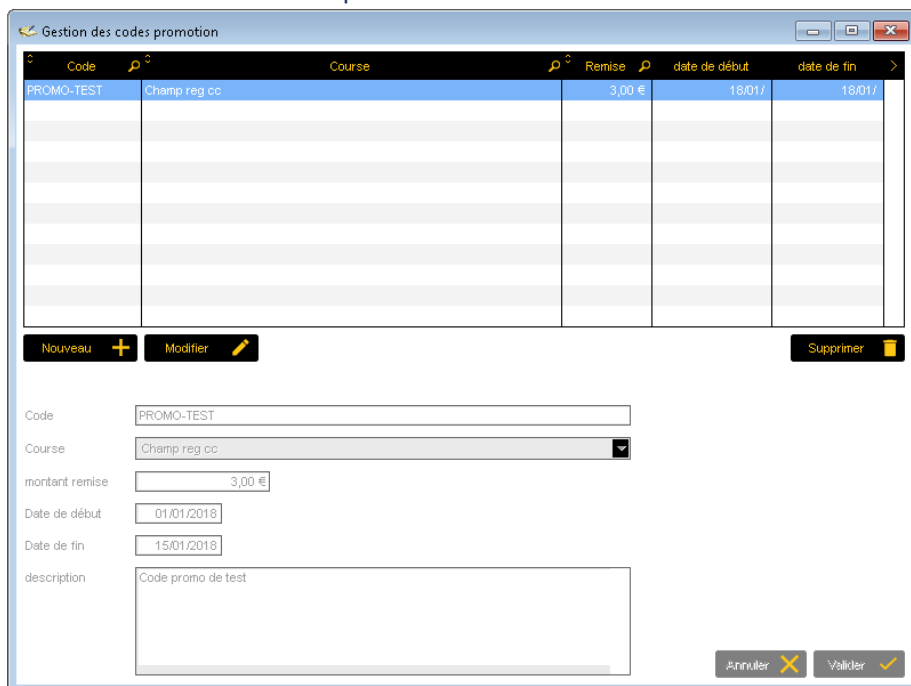 Gestion des codes promotion
Code Course Remise date de début date de fin
PROMO-TEST Champ reg cc 3,00 € 18/01/ 18/01/
Nouveau Modifier Supprimer
Code PROMO-TEST
Course Champ reg cc
montant remise 3,00 €
Date de début 01/01/2018
Date de fin 15/01/2018
description Code promo de test
Annuler Valider